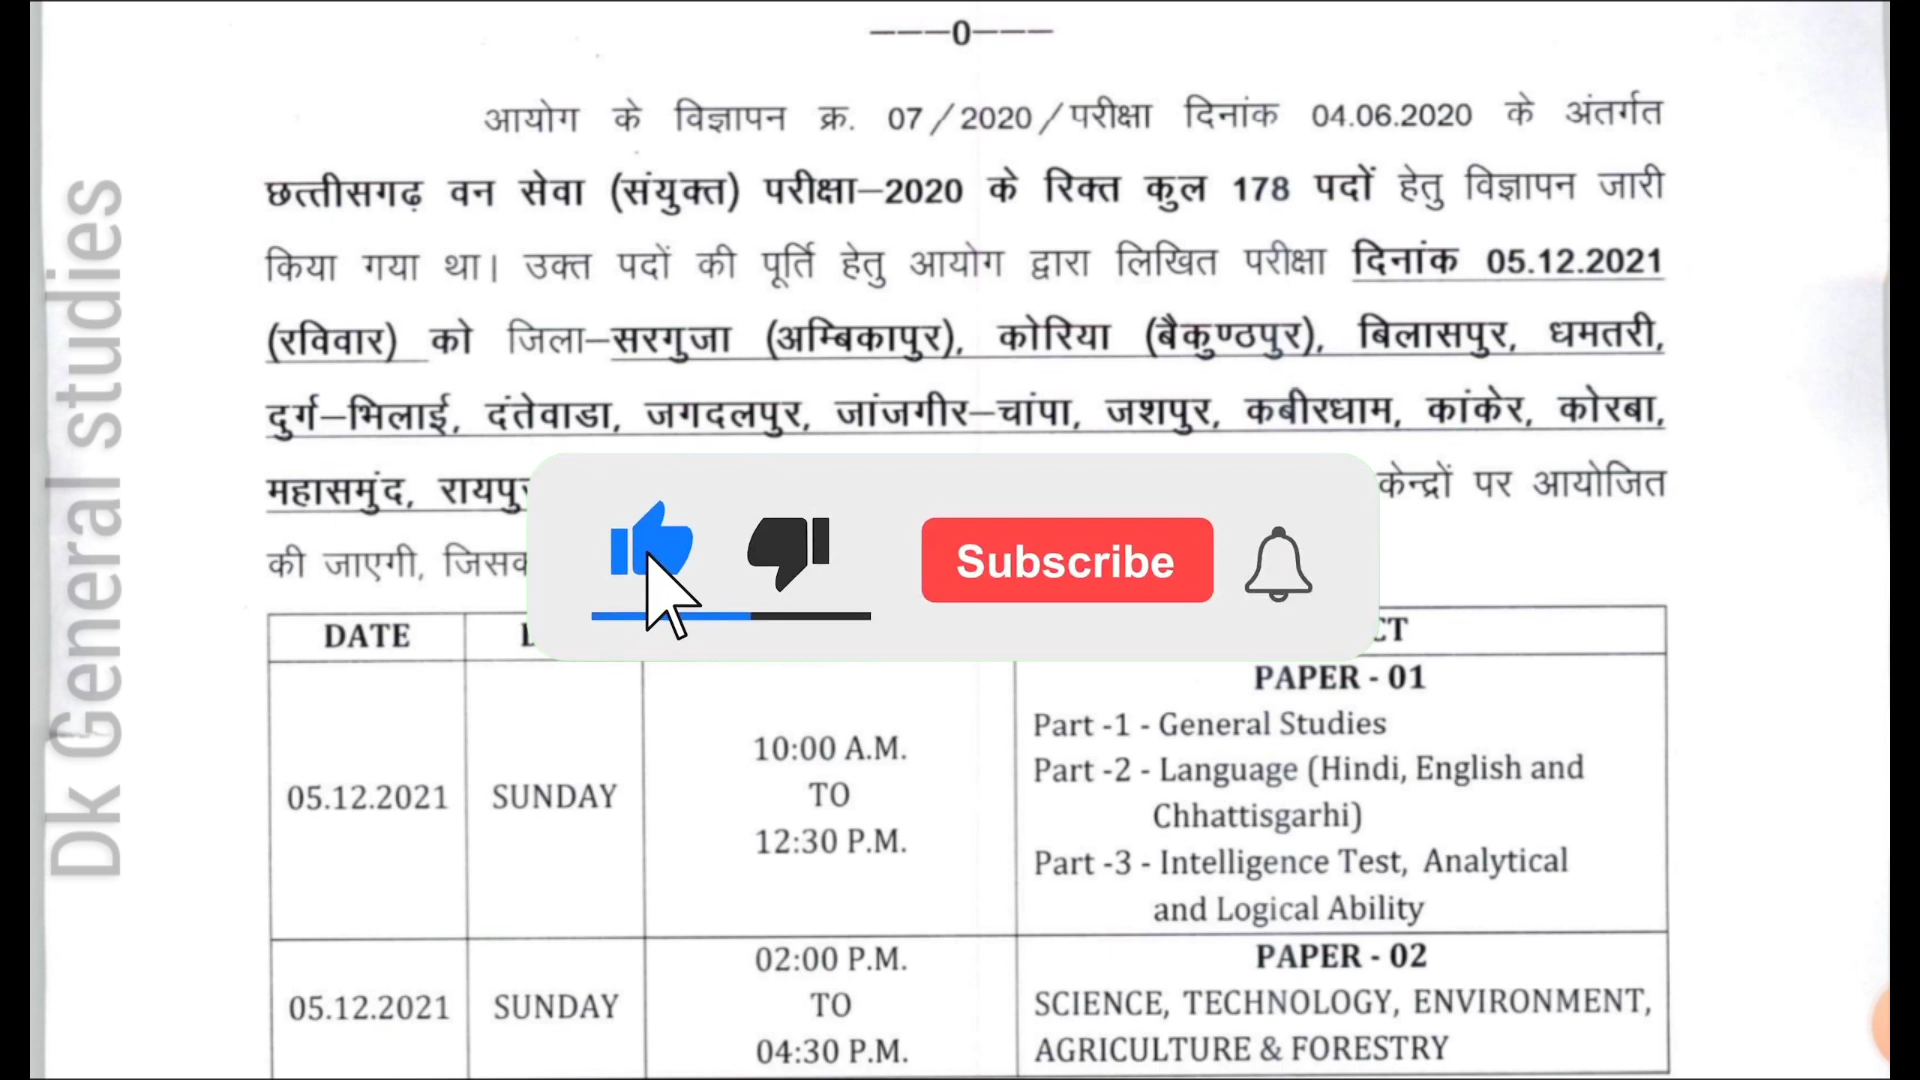 ---0---
आयोग के विज्ञापन क्र. 07/2020/परीक्षा दिनांक 04.06.2020 के अंतर्गत
छत्तीसगढ़ वन सेवा (संयुक्त) परीक्षा-2020 के रिक्त कुल 178 पदों हेतु विज्ञापन जारी
किया गया था। उक्त पदों की पूर्ति हेतु आयोग द्वारा लिखित परीक्षा दिनांक 05.12.2021
(रविवार) को जिला-सरगुजा (अम्बिकापुर), कोरिया (बैकुण्ठपुर), बिलासपुर, धमतरी,
दुर्ग-भिलाई, दंतेवाडा, जगदलपुर, जांजगीर-चांपा, जशपुर, कबीरधाम, कांकेर, कोरबा,
महासमुंद, केन्द्रों पर आयोजित
की जाएगी,
Subscribe
DATE
05.12.2021 SUNDAY 10:00 A.M. TO 12:30 P.M.
PAPER - 01
Part -1 - General Studies
Part -2 - Language (Hindi, English and
Chhattisgarhi)
Part -3 - Intelligence Test, Analytical
and Logical Ability
05.12.2021 SUNDAY 02:00 P.M. TO 04:30 P.M.
PAPER - 02
SCIENCE, TECHNOLOGY, ENVIRONMENT,
AGRICULTURE & FORESTRY
Dk General studies